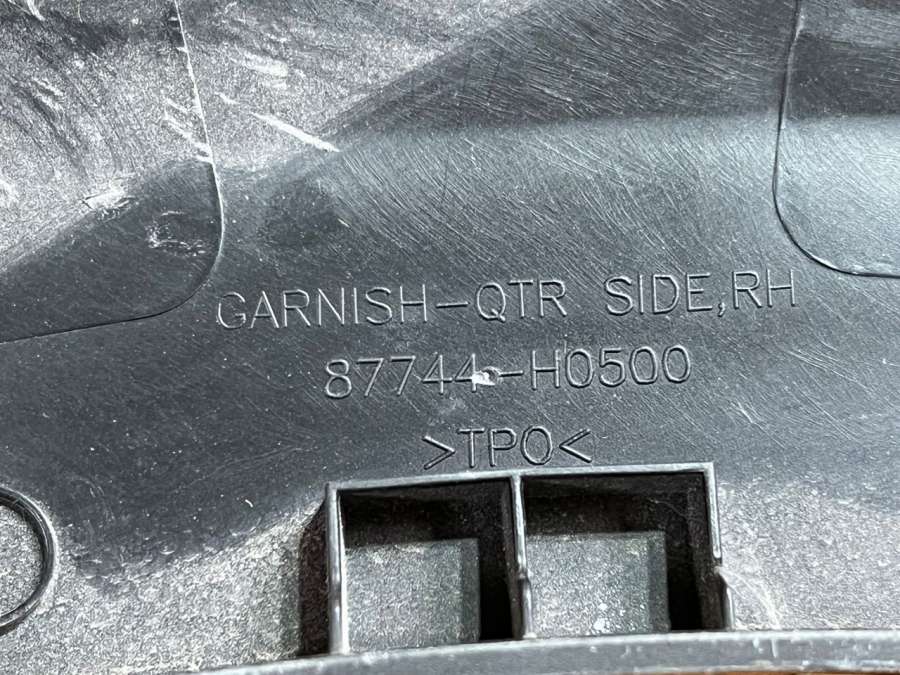 GARNISH-QTR SIDE,RH
87744-H0500
>TPO<